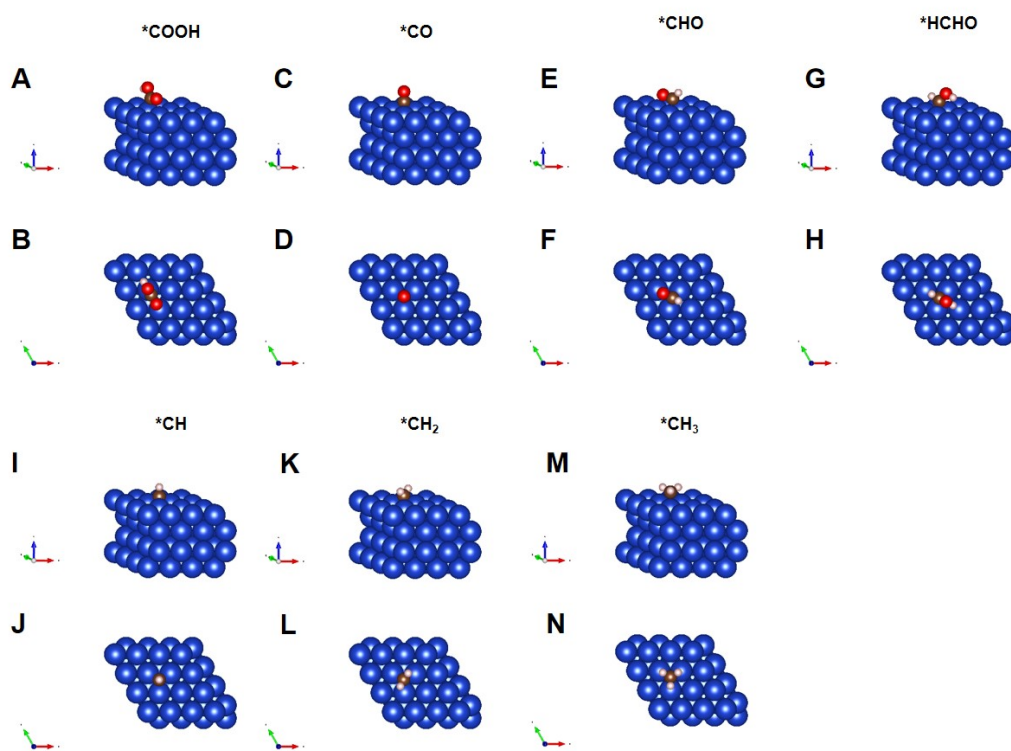 *COOH *CO *CHO *HCHO
A C E G
B D F H
*CH *CH₂ *CH₃
I K M
J L N